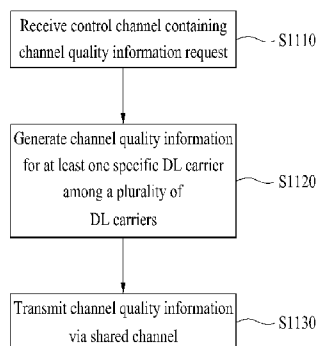 Receive control channel containing
channel quality information request
S1110
Generate channel quality information
for at least one specific DL carrier
among a plurality of
DL carriers
S1120
Transmit channel quality information
via shared channel
S1130